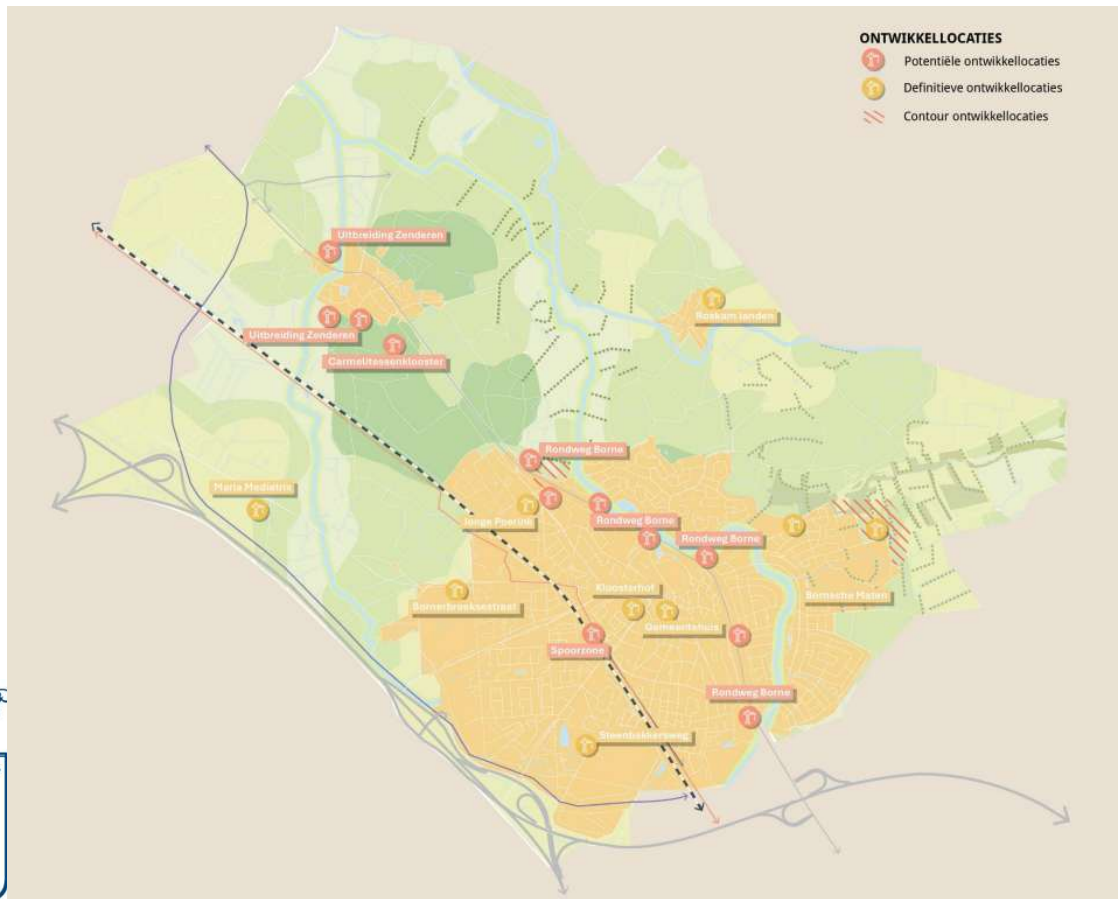 ONTWIKKELLOCATIES
Potentiële ontwikkellocaties
Definitieve ontwikkellocaties
Contour ontwikkellocaties
Uitbreiding Zenderen
Roskam landen
Uitbreiding Zenderen
Carmelitessenklooster
Rondweg Borne
Maria Mediatrix
Jonge Poerink
Rondweg Borne
Rondweg Borne
Kloosterhof
Bornsche Maten
Bornerbroeksestraat
Gemeentehuis
Spoorzone
Rondweg Borne
Steenbakkersweg